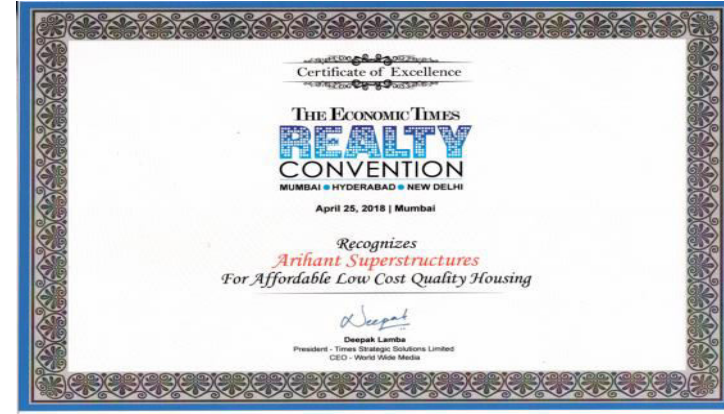 Certificate of Excellence
THE ECONOMIC TIMES
REALTY
CONVENTION
MUMBAI • HYDERABAD • NEW DELHI
April 25, 2018 | Mumbai
Recognizes
Arihant Superstructures
For Affordable Low Cost Quality Housing
Deepak
Deepak Lamba
President - Times Strategic Solutions Limited
CEO - World Wide Media